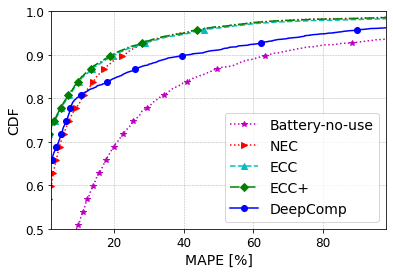 1.0
0.9
0.8
0.7
0.6
0.5
CDF
20
40
60
80
MAPE [%]
Battery-no-use
NEC
ECC
ECC+
DeepComp